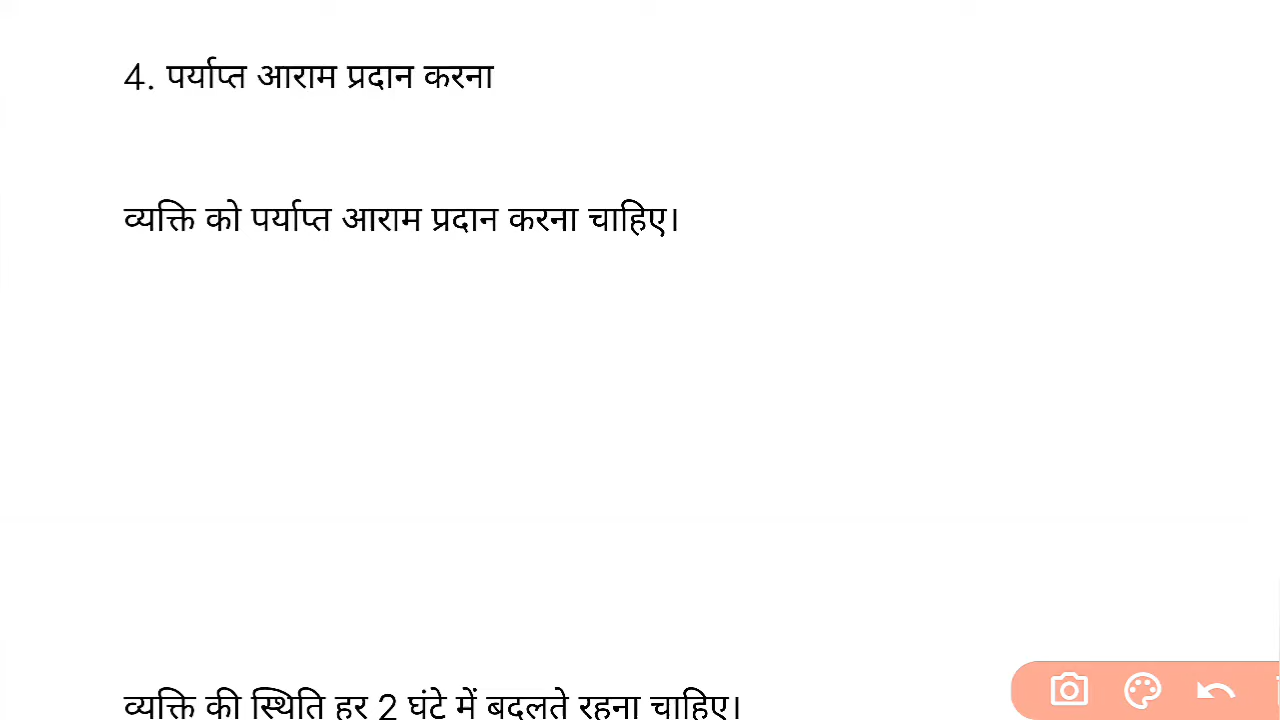 4. पर्याप्त आराम प्रदान करना
व्यक्ति को पर्याप्त आराम प्रदान करना चाहिए।
व्यक्ति की स्थिति हर 2 घंटे में बदलते रहना चाहिए।